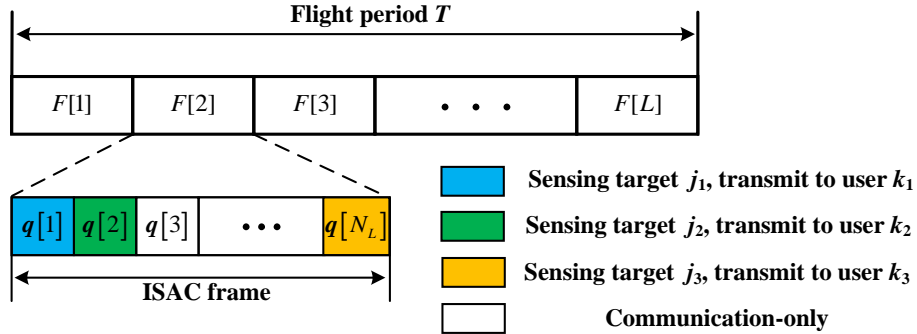 Flight period T
F[1] F[2] F[3] • • • F[L]
q[1] q[2] q[3] ••• q[N_L]
ISAC frame
Sensing target j₁, transmit to user k₁
Sensing target j₂, transmit to user k₂
Sensing target j₃, transmit to user k₃
Communication-only